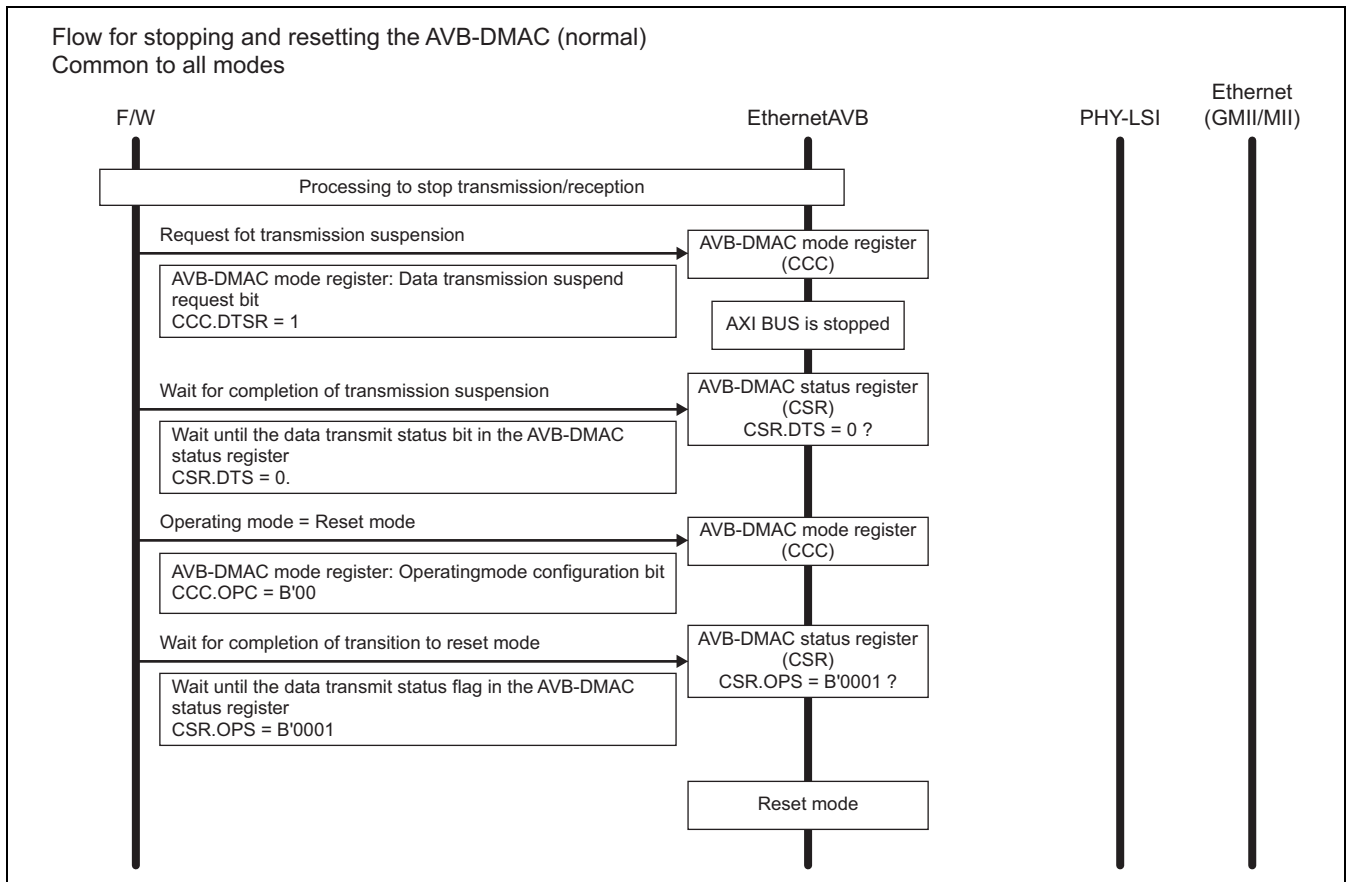 Flow for stopping and resetting the AVB-DMAC (normal)
Common to all modes
F/W
EthernetAVB
PHY-LSI
Ethernet
(GMII/MII)
Processing to stop transmission/reception
Request fot transmission suspension
AVB-DMAC mode register
(CCC)
AVB-DMAC mode register: Data transmission suspend
request bit
CCC.DTSR = 1
AXI BUS is stopped
Wait for completion of transmission suspension
AVB-DMAC status register
(CSR)
CSR.DTS = 0 ?
Wait until the data transmit status bit in the AVB-DMAC
status register
CSR.DTS = 0.
Operating mode = Reset mode
AVB-DMAC mode register
(CCC)
AVB-DMAC mode register: Operatingmode configuration bit
CCC.OPC = B'00
Wait for completion of transition to reset mode
AVB-DMAC status register
(CSR)
CSR.OPS = B'0001 ?
Wait until the data transmit status flag in the AVB-DMAC
status register
CSR.OPS = B'0001
Reset mode